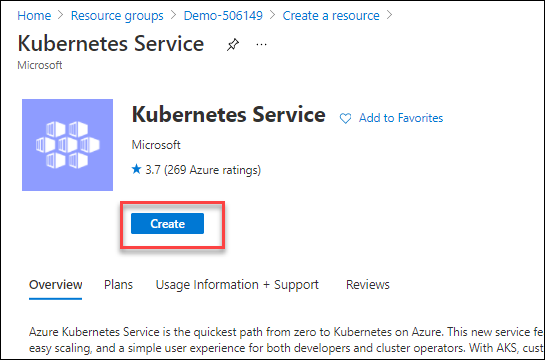 Home > Resource groups > Demo-506149 > Create a resource >
Kubernetes Service ...
Microsoft
Kubernetes Service Add to Favorites
Microsoft
3.7 (269 Azure ratings)
Create
Overview Plans Usage Information + Support Reviews
Azure Kubernetes Service is the quickest path from zero to Kubernetes on Azure. This new service fe
easy scaling, and a simple user experience for both developers and cluster operators. With AKS, cust